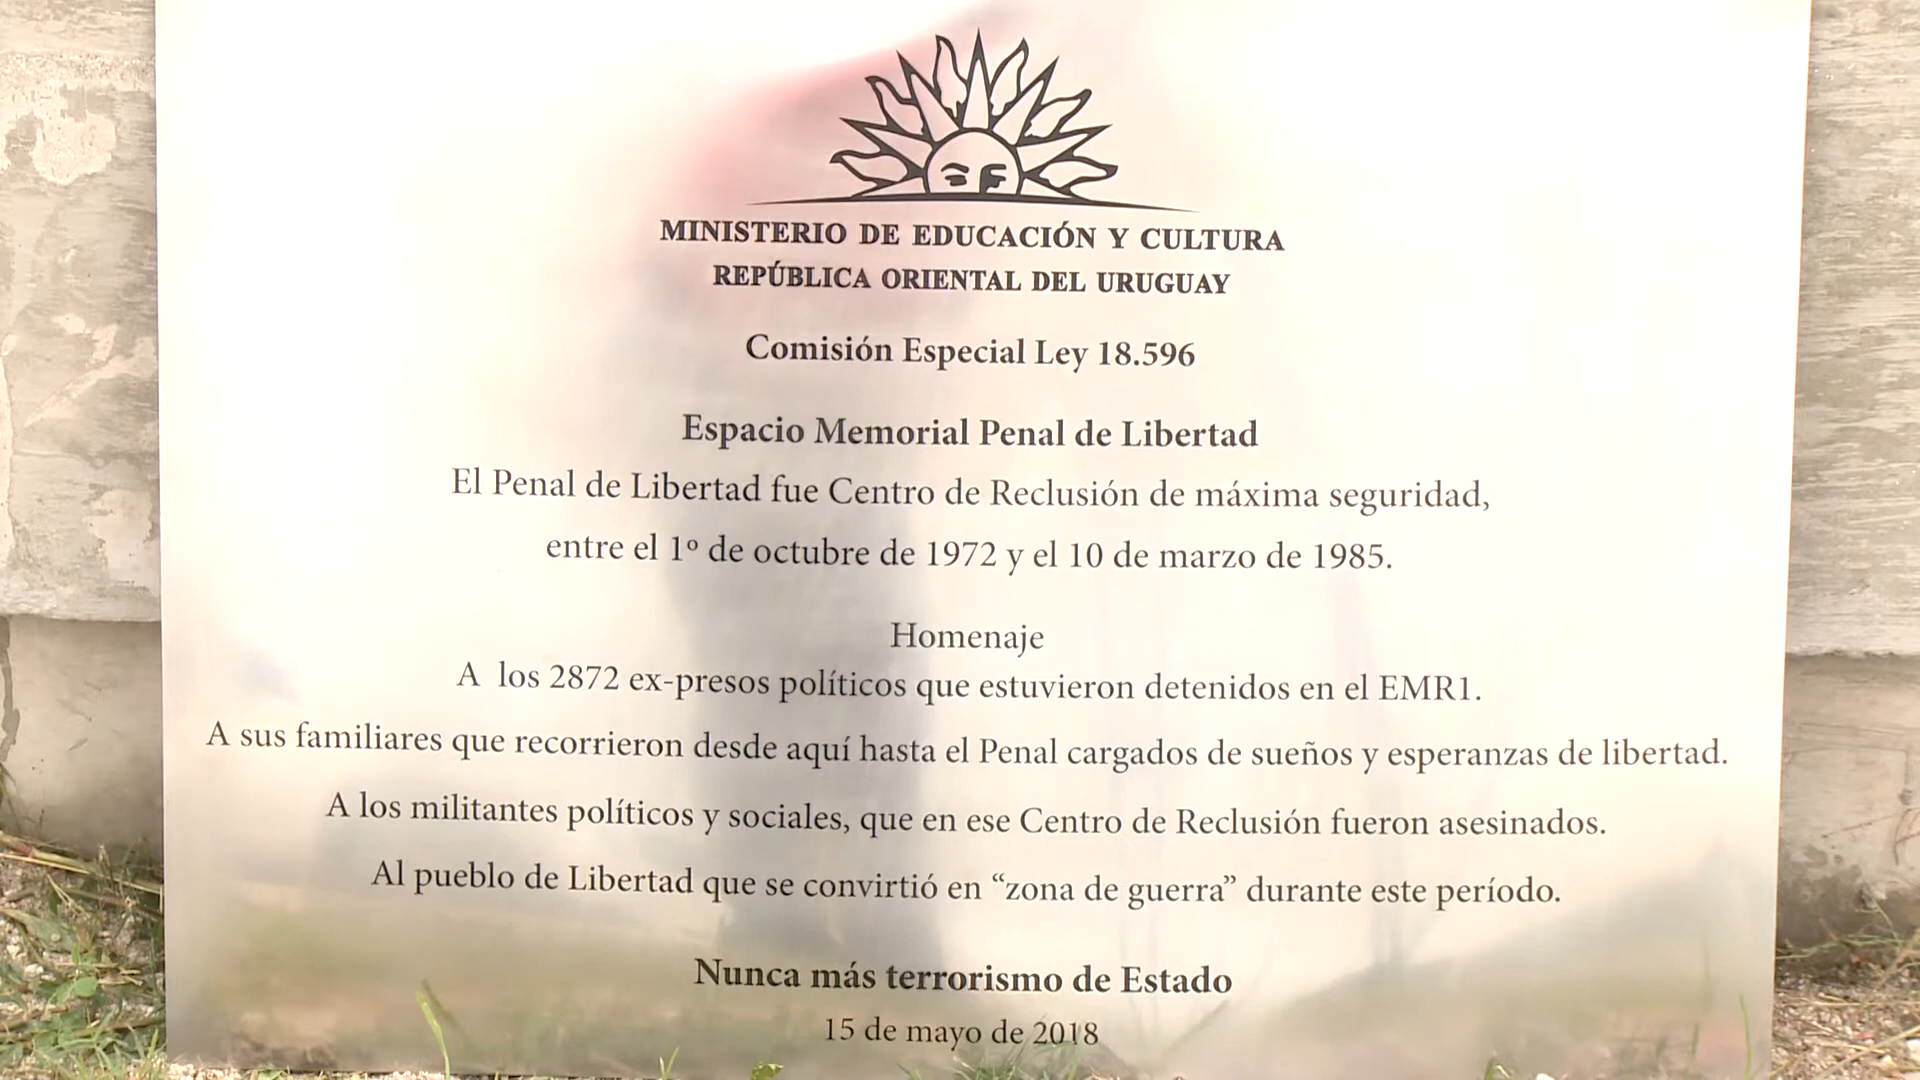 MINISTERIO DE EDUCACIÓN Y CULTURA
REPÚBLICA ORIENTAL DEL URUGUAY
Comisión Especial Ley 18.596
Espacio Memorial Penal de Libertad
El Penal de Libertad fue Centro de Reclusión de máxima seguridad,
entre el 1º de octubre de 1972 y el 10 de marzo de 1985.
Homenaje
A los 2872 ex-presos políticos que estuvieron detenidos en el EMR1.
A sus familiares que recorrieron desde aquí hasta el Penal cargados de sueños y esperanzas de libertad.
A los militantes políticos y sociales, que en ese Centro de Reclusión fueron asesinados.
Al pueblo de Libertad que se convirtió en “zona de guerra” durante este período.
Nunca más terrorismo de Estado
15 de mayo de 2018